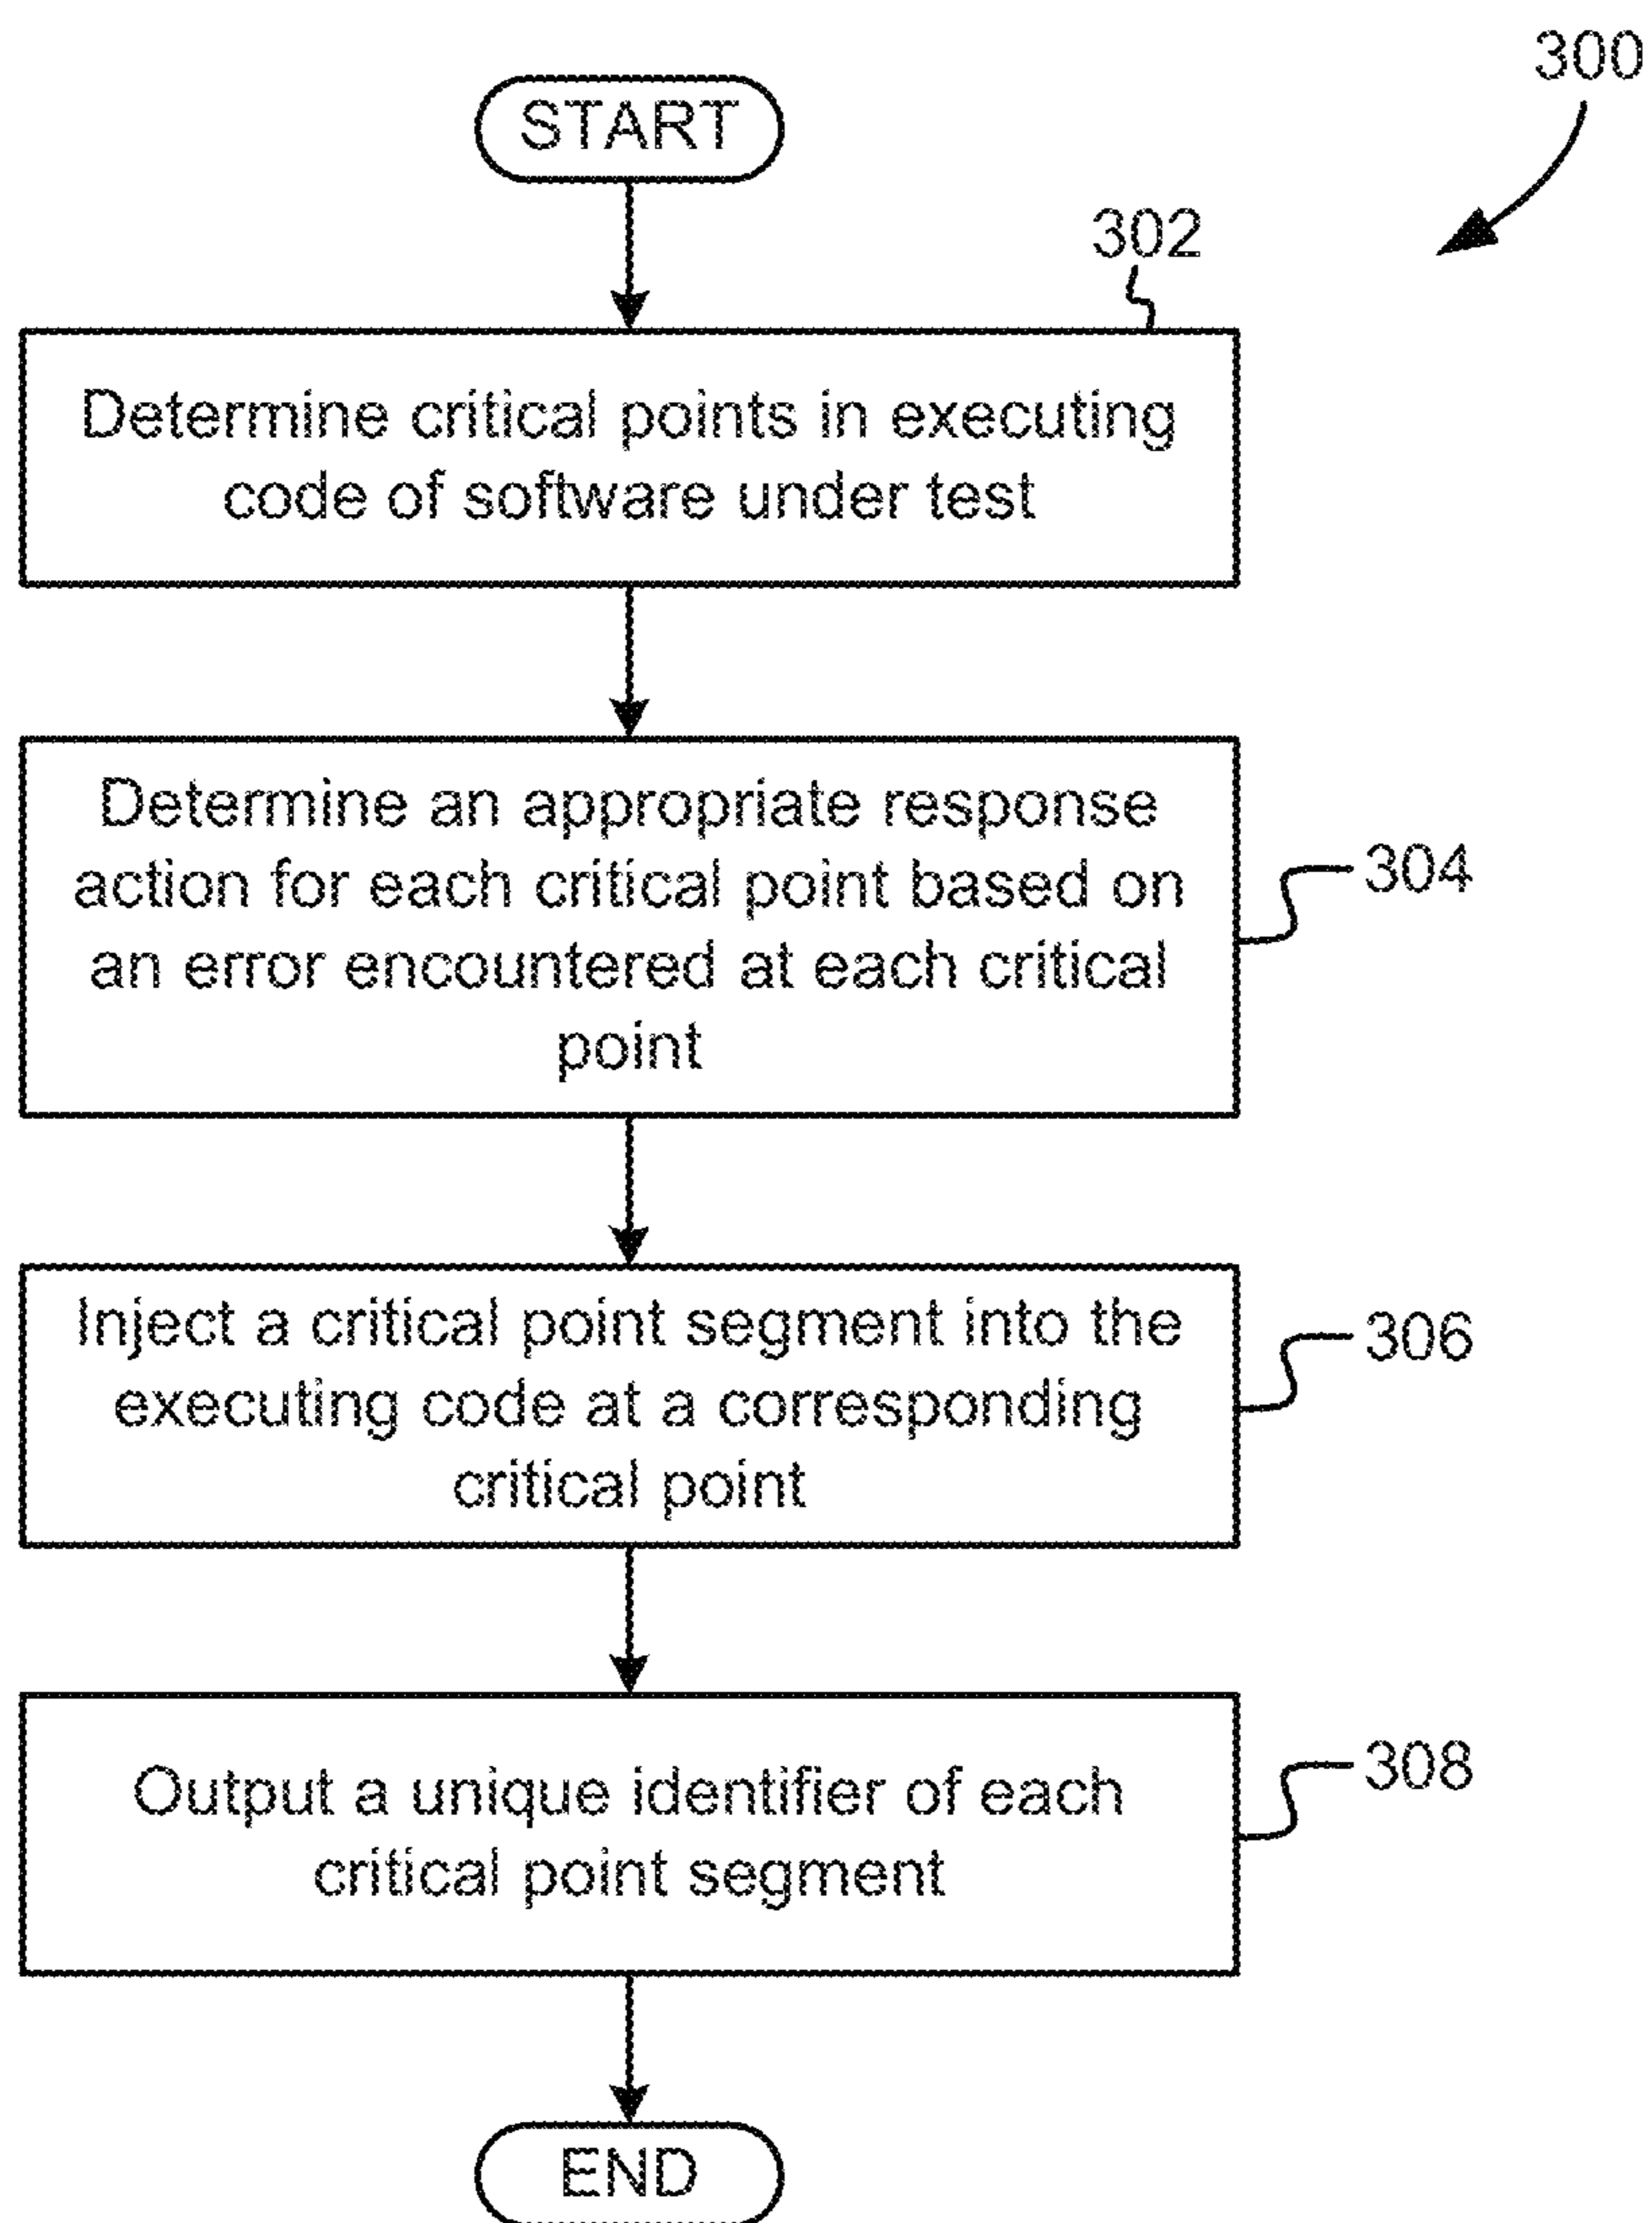 300
START
302
Determine critical points in executing
code of software under test
Determine an appropriate response
action for each critical point based on
an error encountered at each critical
point
304
Inject a critical point segment into the
executing code at a corresponding
critical point
306
Output a unique identifier of each
critical point segment
308
END